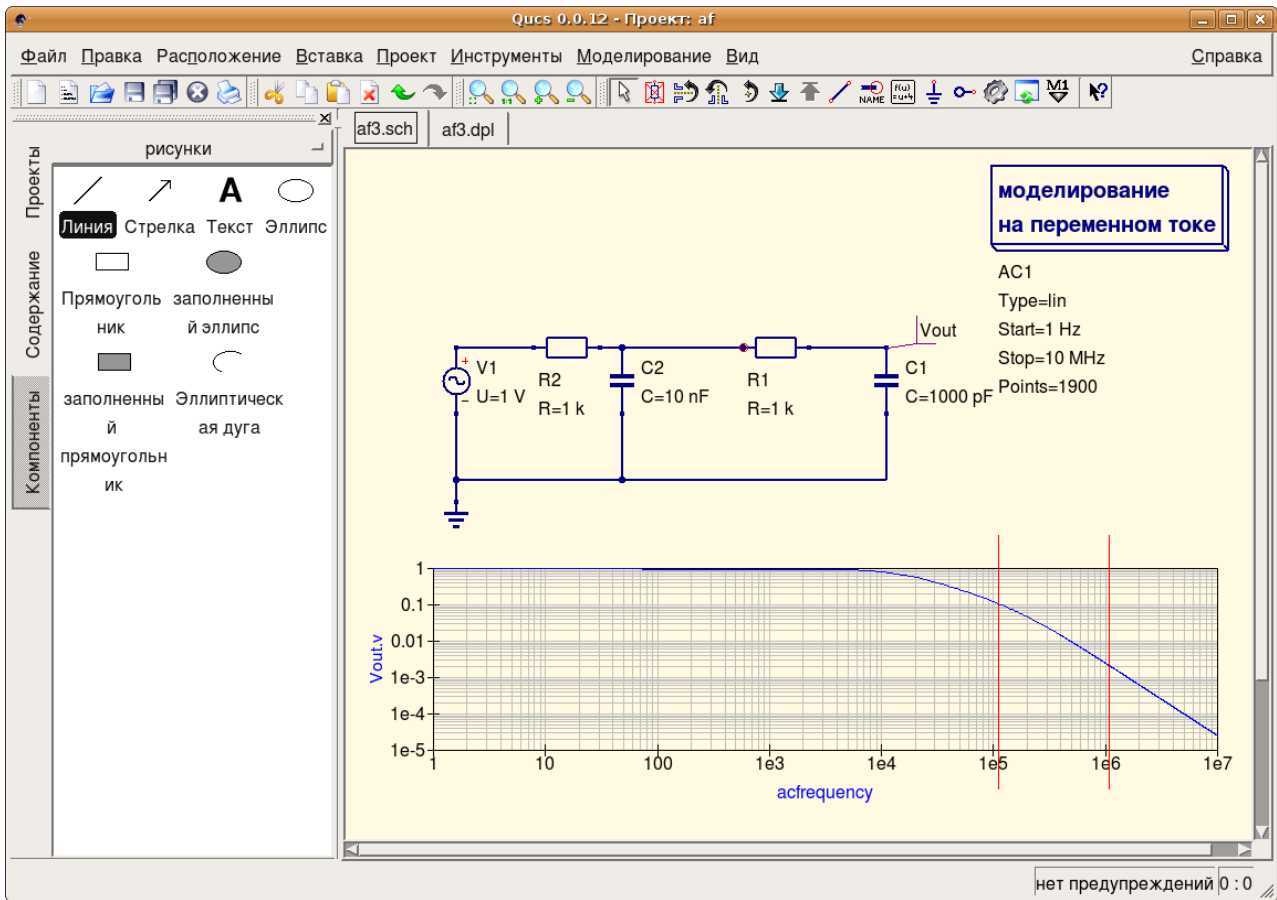 Qucs 0.0.12 - Проект: af
Файл Правка Расположение Вставка Проект Инструменты Моделирование Вид Справка
NAME
f(ω)
=u+4
M1
af3.sch af3.dpl
Проекты
Содержание
Компоненты
рисунки
Линия Стрелка Текст Эллипс
Прямоуголь
ник
заполненны
й эллипс
заполненны
й
прямоугольн
ик
Эллиптическ
ая дуга
моделирование
на переменном токе
AC1
Type=lin
Start=1 Hz
Stop=10 MHz
Points=1900
V1
U=1 V
R2
R=1 k
C2
C=10 nF
R1
R=1 k
Vout
C1
C=1000 pF
Vout.v
1
0.1
0.01
1e-3
1e-4
1e-5
1 10 100 1e3 1e4 1e5 1e6 1e7
acfrequency
нет предупреждений 0 : 0